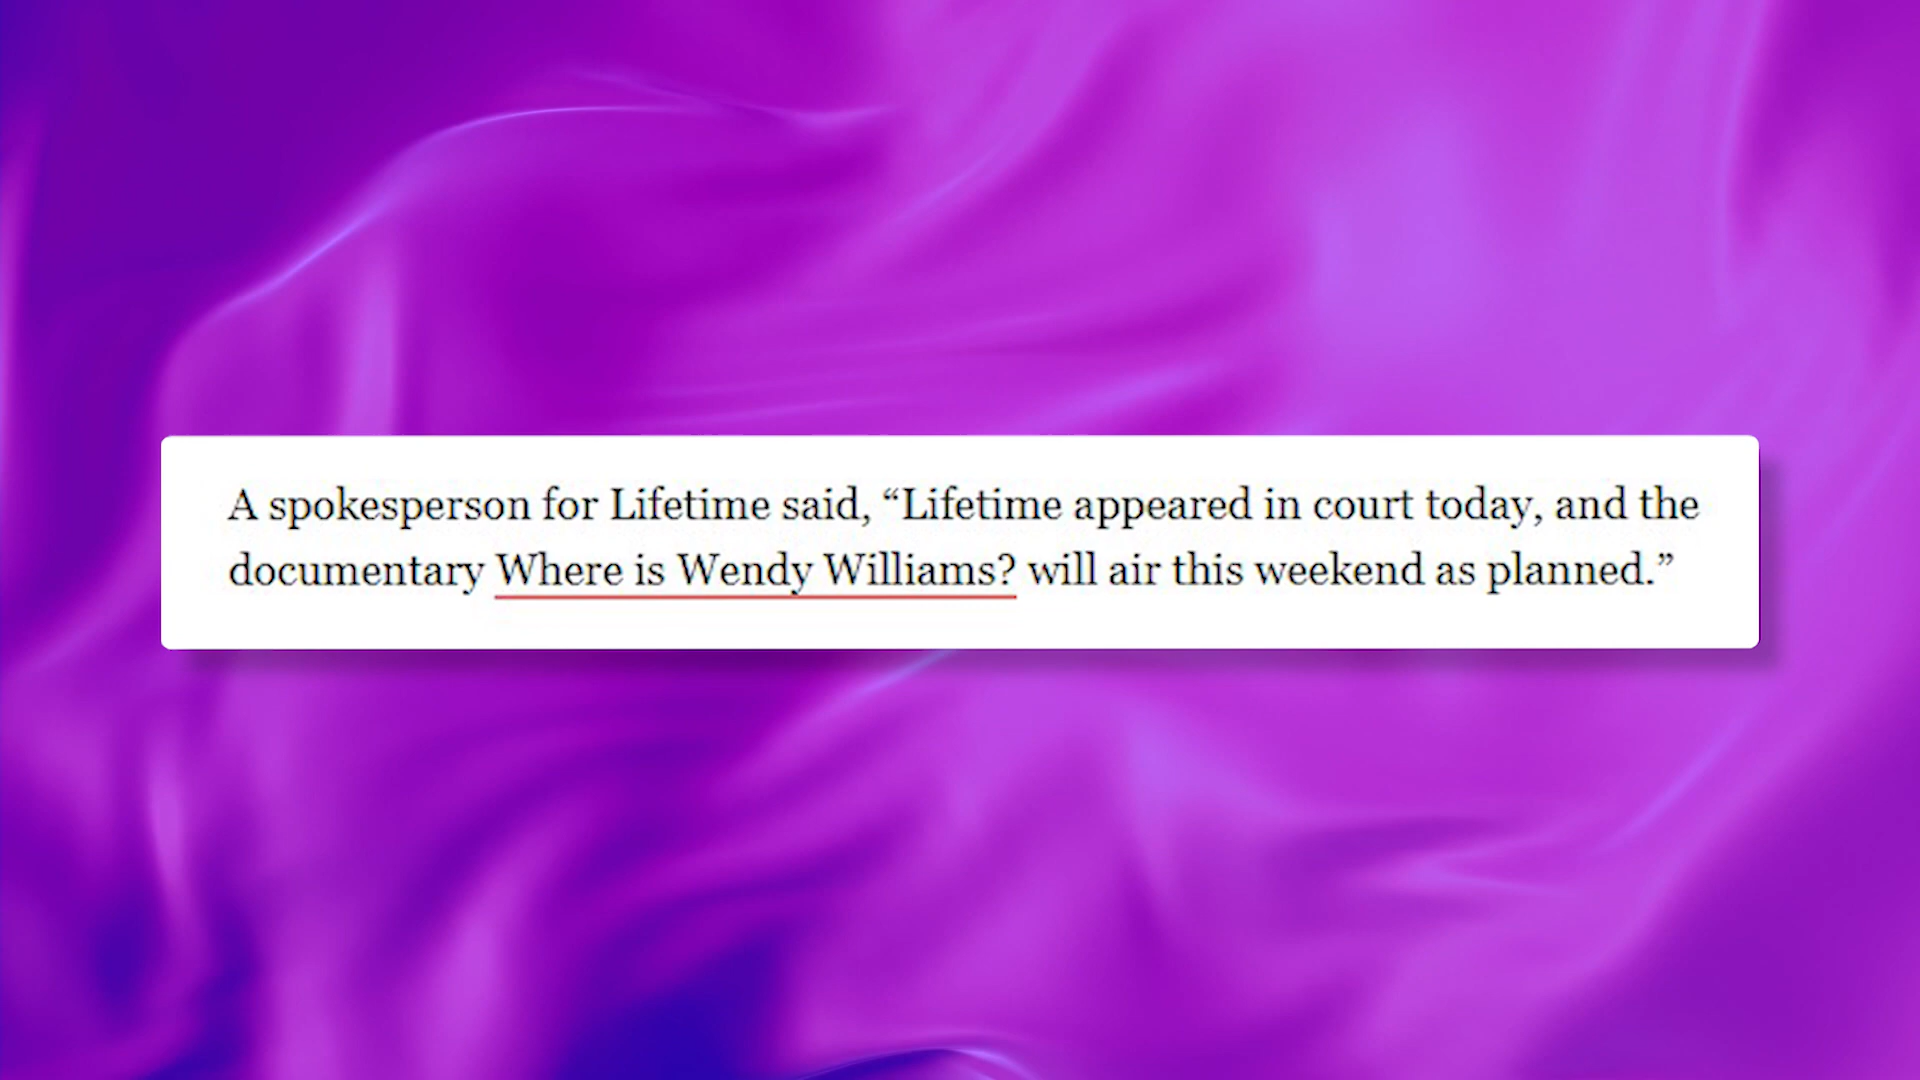 A spokesperson for Lifetime said, “Lifetime appeared in court today, and the
documentary Where is Wendy Williams? will air this weekend as planned.”